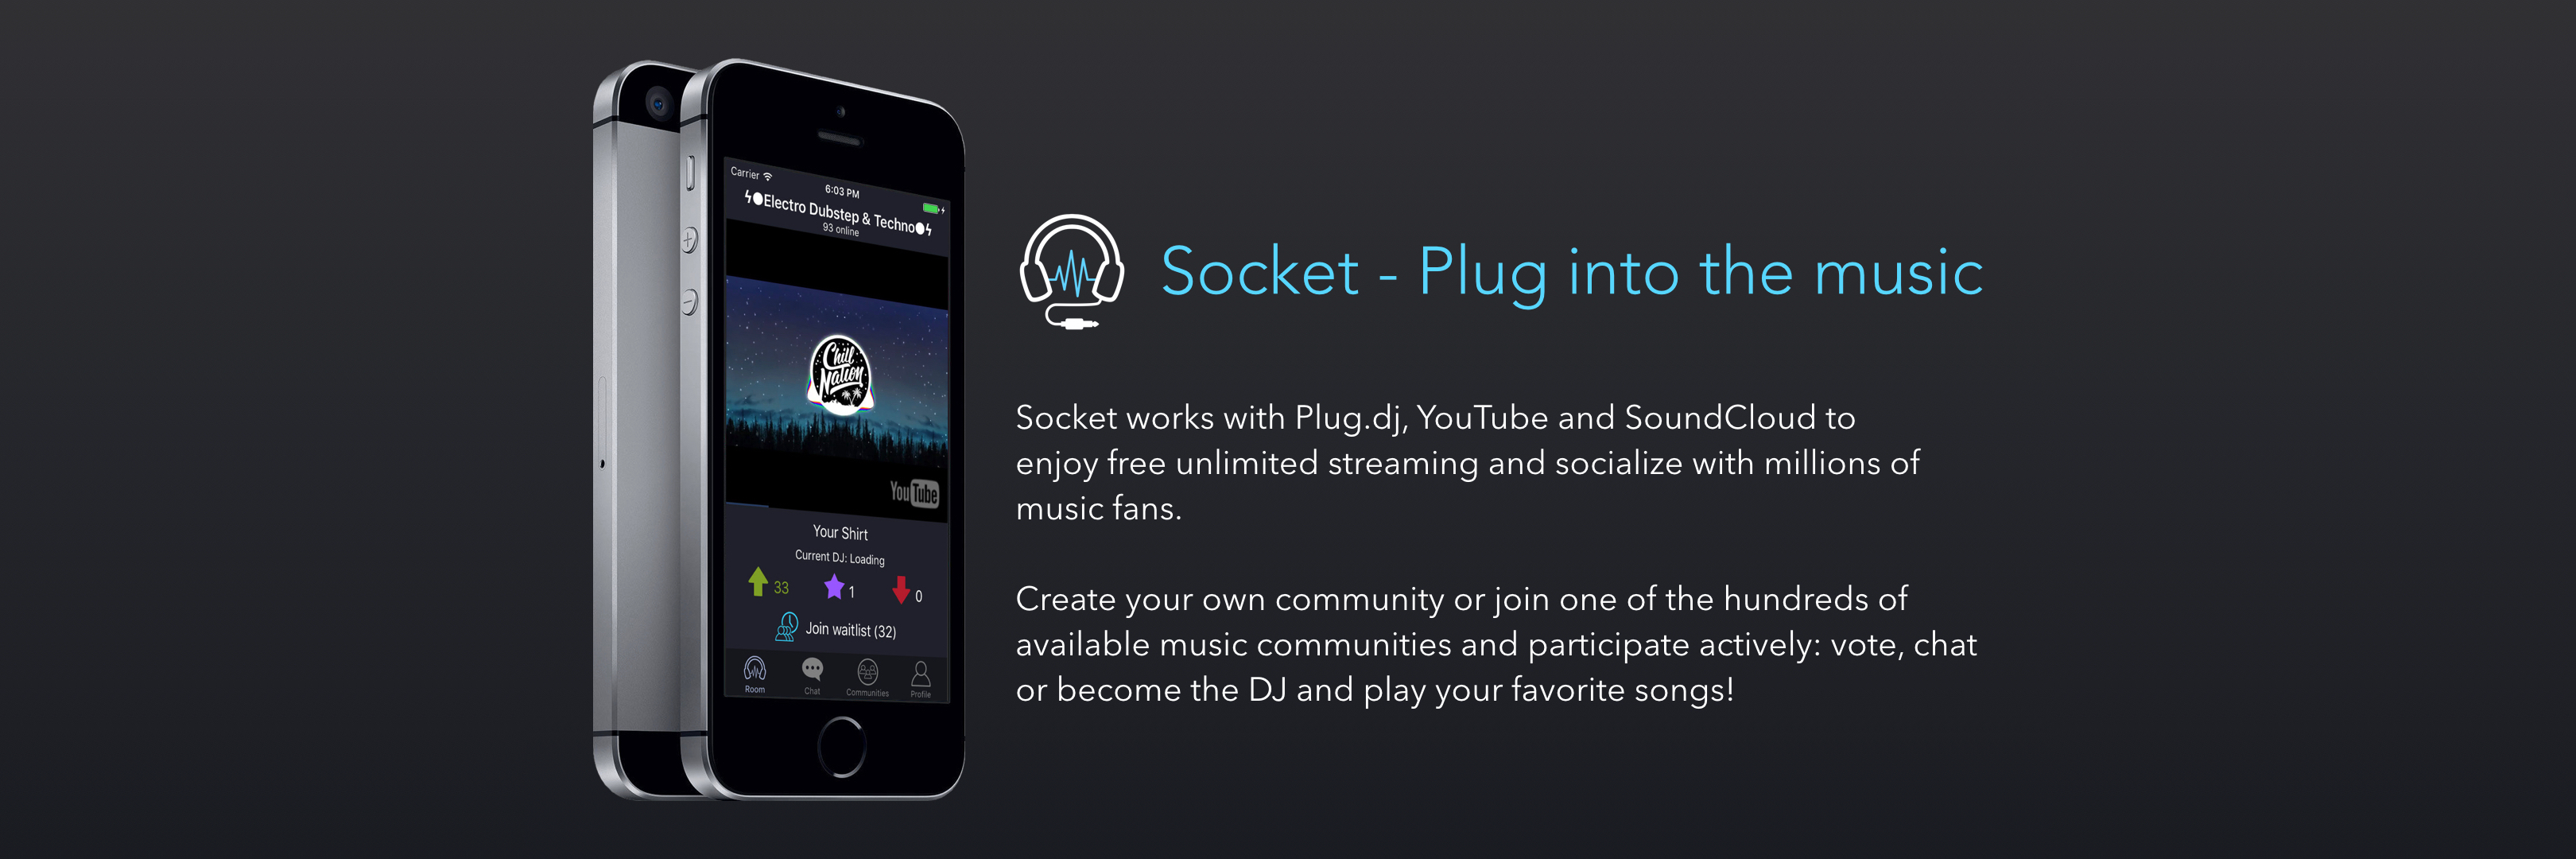 Carrier
6:03 PM
ϟ●Electro Dubstep & Techno●ϟ
93 online
Chill
Nation
YouTube
Your Shirt
Current DJ: Loading
33
1
0
Join waitlist (32)
Room
Chat
Communities
Profile
Socket - Plug into the music
Socket works with Plug.dj, YouTube and SoundCloud to
enjoy free unlimited streaming and socialize with millions of
music fans.
Create your own community or join one of the hundreds of
available music communities and participate actively: vote, chat
or become the DJ and play your favorite songs!